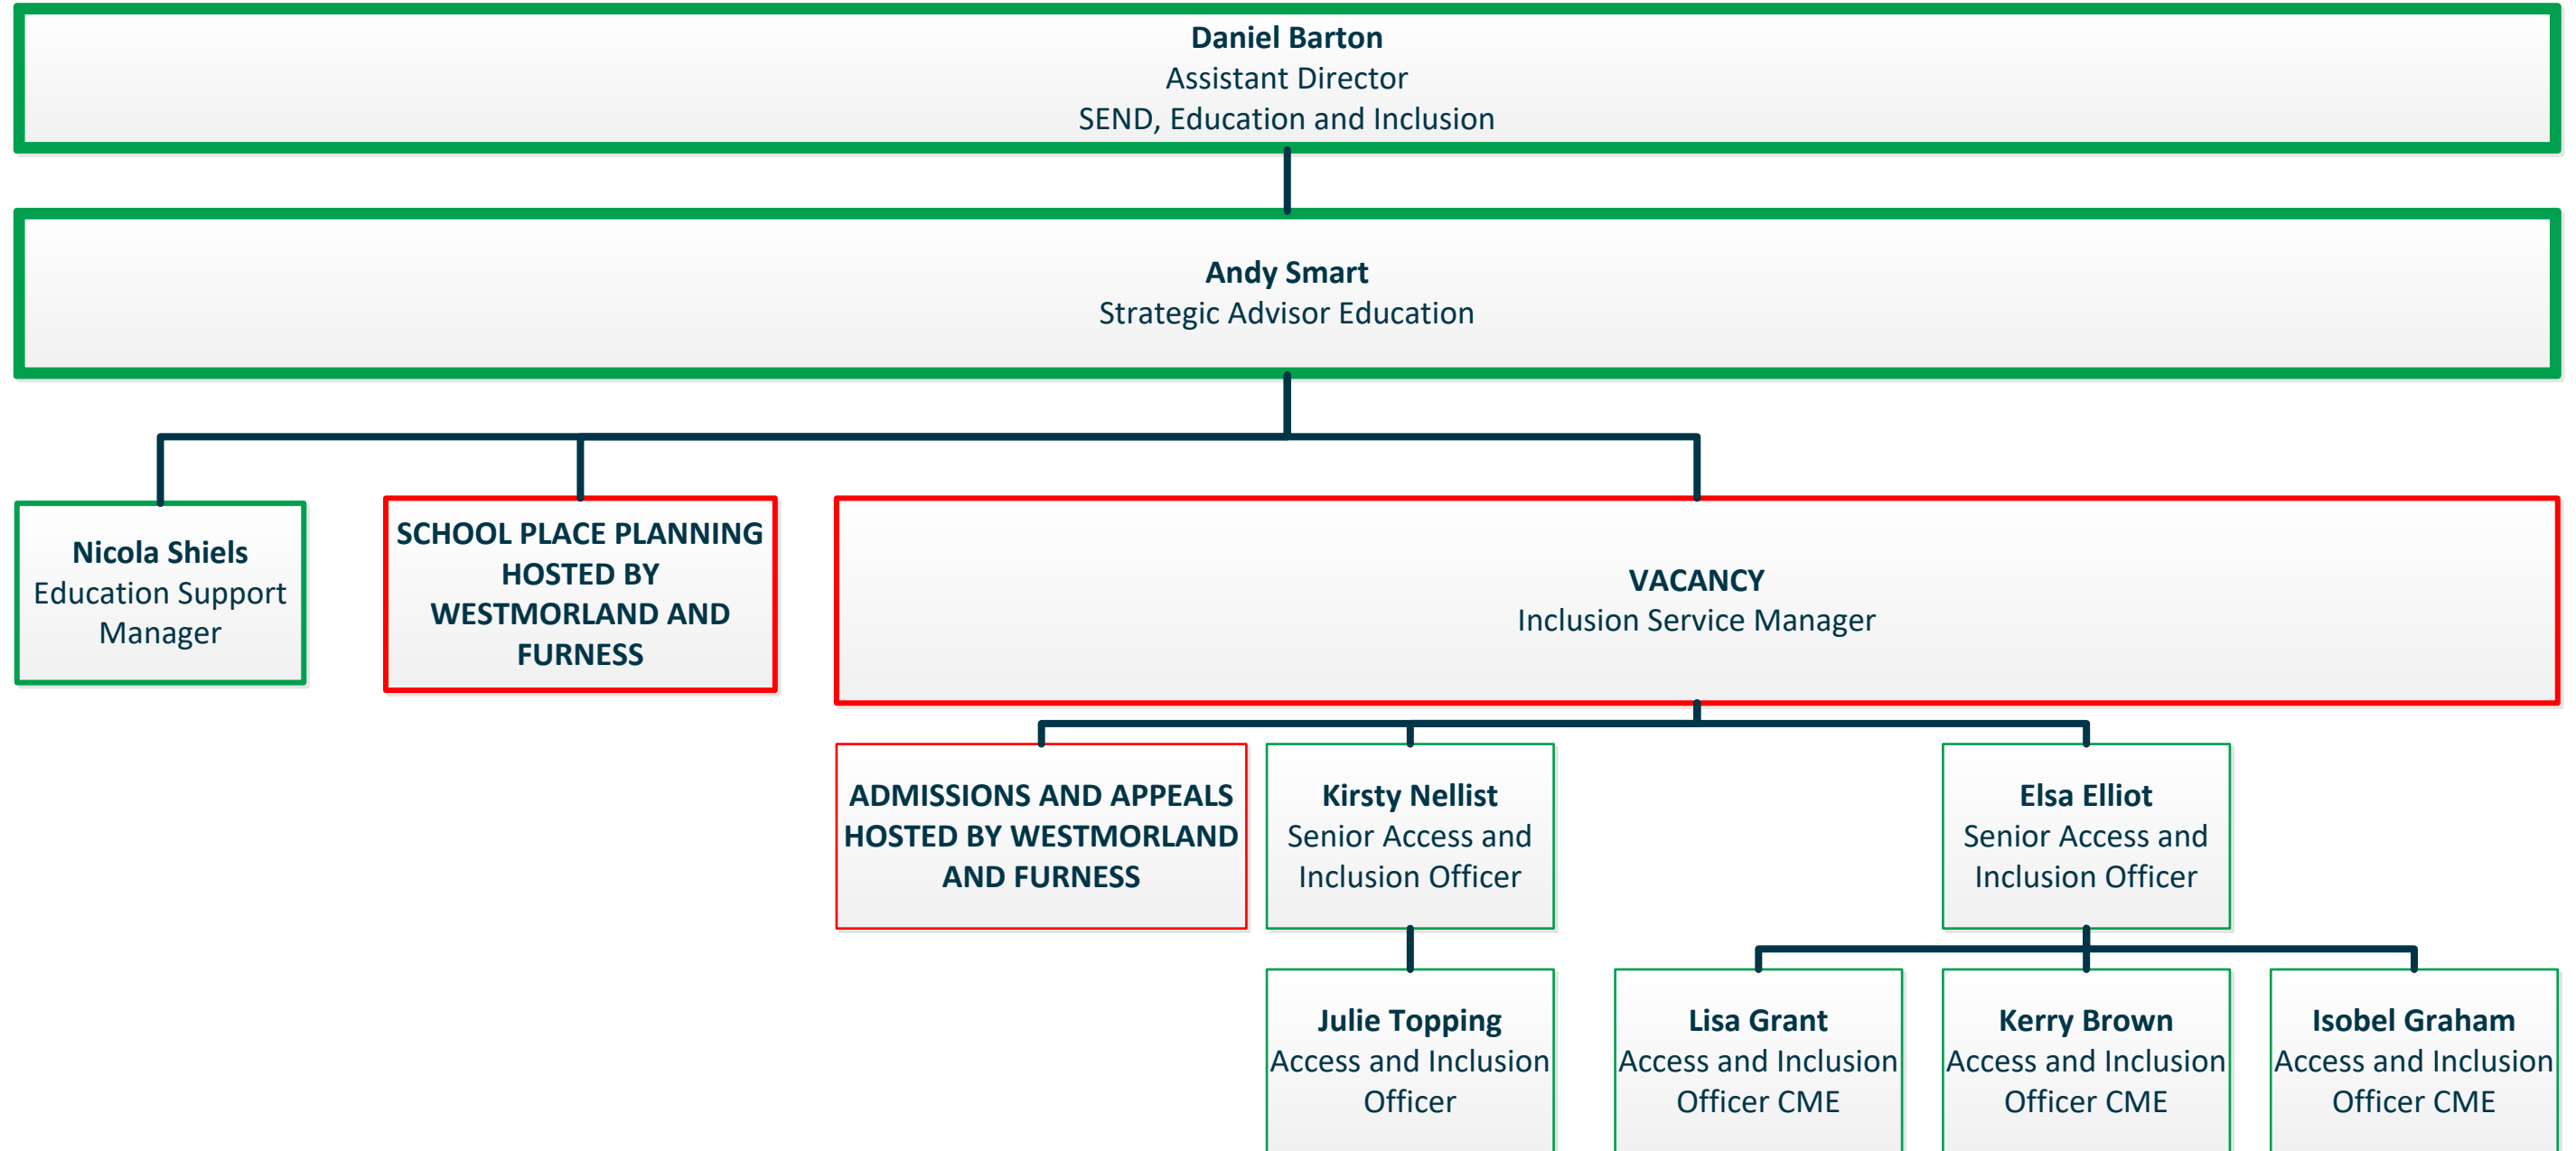 Daniel Barton
Assistant Director
SEND, Education and Inclusion
Andy Smart
Strategic Advisor Education
Nicola Shiels
Education Support
Manager
SCHOOL PLACE PLANNING
HOSTED BY
WESTMORLAND AND
FURNESS
VACANCY
Inclusion Service Manager
ADMISSIONS AND APPEALS
HOSTED BY WESTMORLAND
AND FURNESS
Kirsty Nellist
Senior Access and
Inclusion Officer
Elsa Elliot
Senior Access and
Inclusion Officer
Julie Topping
Access and Inclusion
Officer
Lisa Grant
Access and Inclusion
Officer CME
Kerry Brown
Access and Inclusion
Officer CME
Isobel Graham
Access and Inclusion
Officer CME